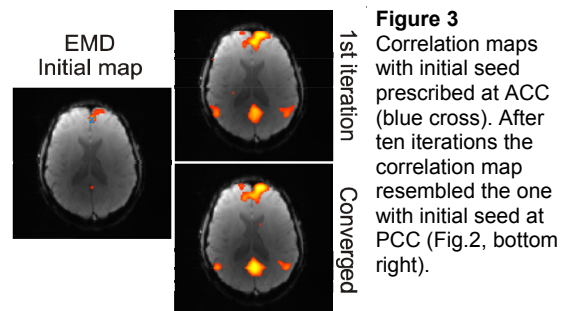 EMD
Initial map
1st iteration
Converged
Figure 3
Correlation maps
with initial seed
prescribed at ACC
(blue cross). After
ten iterations the
correlation map
resembled the one
with initial seed at
PCC (Fig.2, bottom
right).